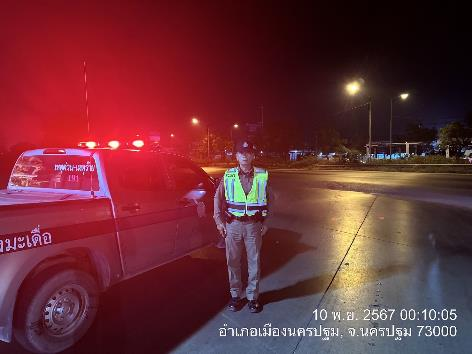 191
มะเดื่อ
10 พ.ย. 2567 00:10:05
อำเภอเมืองนครปฐม, จ.นครปฐม 73000